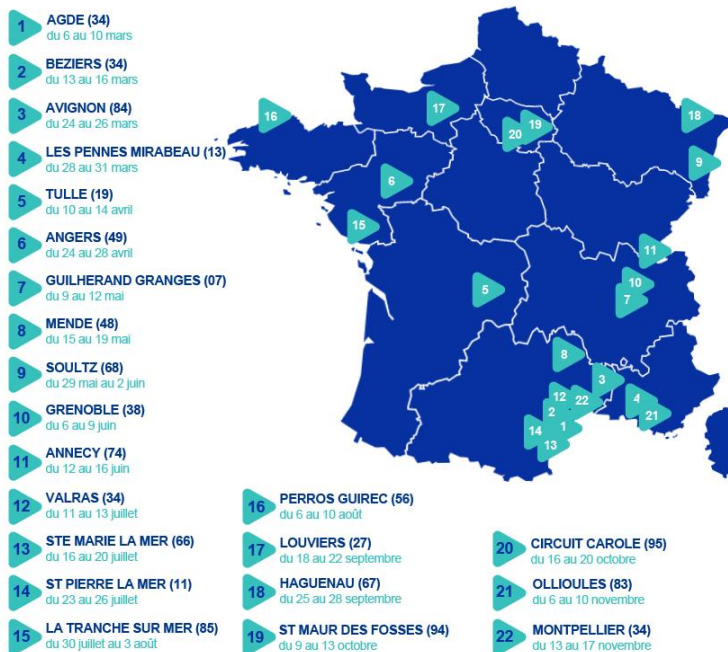 1 AGDE (34)
du 6 au 10 mars
2 BEZIERS (34)
du 13 au 16 mars
3 AVIGNON (84)
du 24 au 26 mars
4 LES PENNES MIRABEAU (13)
du 28 au 31 mars
5 TULLE (19)
du 10 au 14 avril
6 ANGERS (49)
du 24 au 28 avril
7 GUILHERAND GRANGES (07)
du 9 au 12 mai
8 MENDE (48)
du 15 au 19 mai
9 SOULTZ (68)
du 29 mai au 2 juin
10 GRENOBLE (38)
du 6 au 9 juin
11 ANNECY (74)
du 12 au 16 juin
12 VALRAS (34)
du 11 au 13 juillet
13 STE MARIE LA MER (66)
du 16 au 20 juillet
14 ST PIERRE LA MER (11)
du 23 au 26 juillet
15 LA TRANCHE SUR MER (85)
du 30 juillet au 3 août
16 PERROS GUIREC (56)
du 6 au 10 août
17 LOUVIERS (27)
du 18 au 22 septembre
18 HAGUENAU (67)
du 25 au 28 septembre
19 ST MAUR DES FOSSES (94)
du 9 au 13 octobre
20 CIRCUIT CAROLE (95)
du 16 au 20 octobre
21 OLLIOULES (83)
du 6 au 10 novembre
22 MONTPELLIER (34)
du 13 au 17 novembre
16
17
18
19
20
9
6
15
11
10
5
7
8
3
12
22
4
2
21
14
1
13